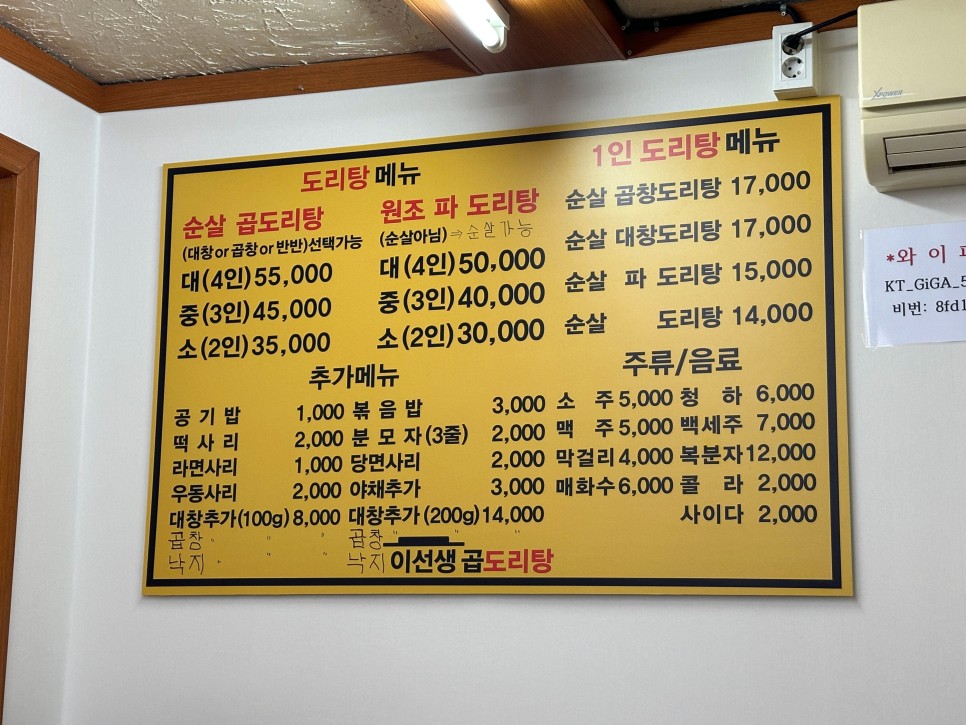 도리탕 메뉴
순살 곱도리탕
(대창 or 곱창 or 반반)선택가능
대(4인) 55,000
중(3인) 45,000
소(2인) 35,000
원조 파 도리탕
(순살아님) ⇒ 순살가능
대(4인) 50,000
중(3인) 40,000
소(2인) 30,000
1인 도리탕 메뉴
순살 곱창도리탕 17,000
순살 대창도리탕 17,000
순살 파 도리탕 15,000
순살 도리탕 14,000
추가메뉴
공기밥 1,000 볶음밥 3,000
떡사리 2,000 분모자(3줄) 2,000
라면사리 1,000 당면사리 2,000
우동사리 2,000 야채추가 3,000
대창추가(100g) 8,000 대창추가(200g) 14,000
곱창 〃 〃 〃 곱창 〃 〃
낙지 〃 〃 〃 낙지
주류/음료
소주 5,000 청하 6,000
맥주 5,000 백세주 7,000
막걸리 4,000 복분자 12,000
매화수 6,000 콜라 2,000
사이다 2,000
이선생 곱도리탕
XPOWER
*와이
KT_GiGA_5
비번: 8fd1